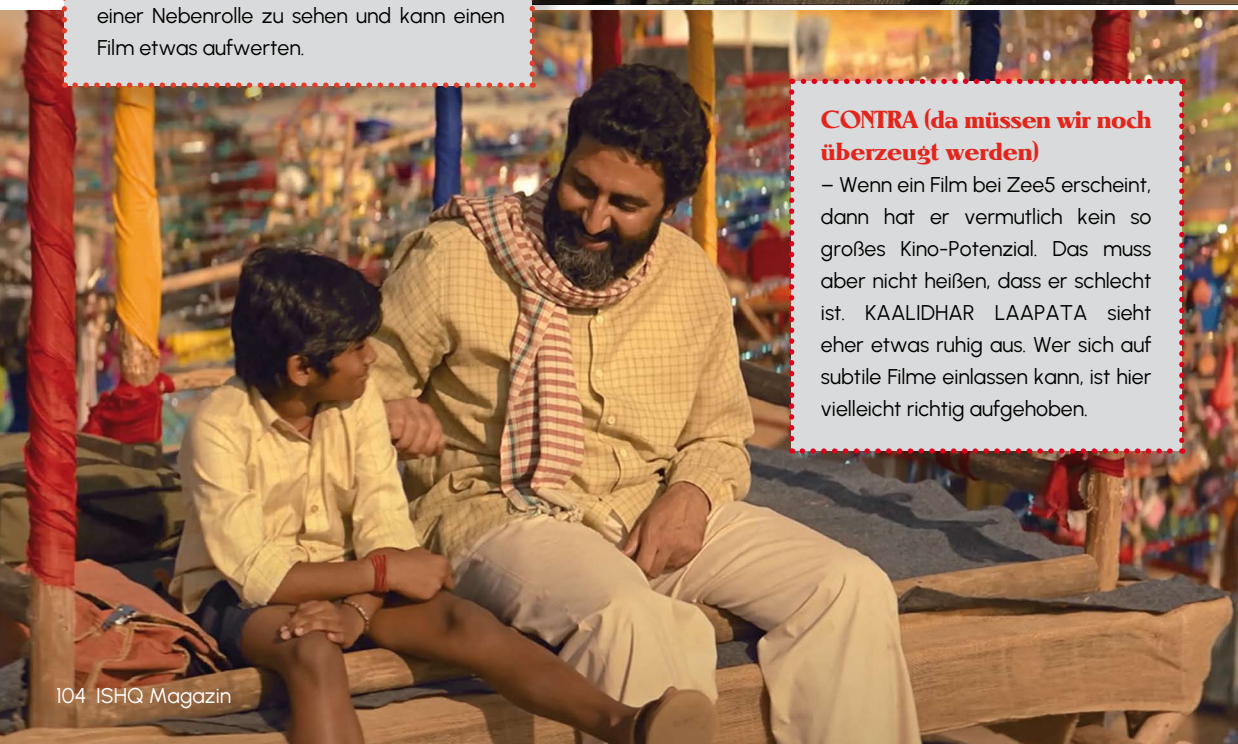 einer Nebenrolle zu sehen und kann einen
Film etwas aufwerten.
CONTRA (da müssen wir noch
überzeugt werden)
– Wenn ein Film bei Zee5 erscheint,
dann hat er vermutlich kein so
großes Kino-Potenzial. Das muss
aber nicht heißen, dass er schlecht
ist. KAALIDHAR LAAPATA sieht
eher etwas ruhig aus. Wer sich auf
subtile Filme einlassen kann, ist hier
vielleicht richtig aufgehoben.
104 ISHQ Magazin